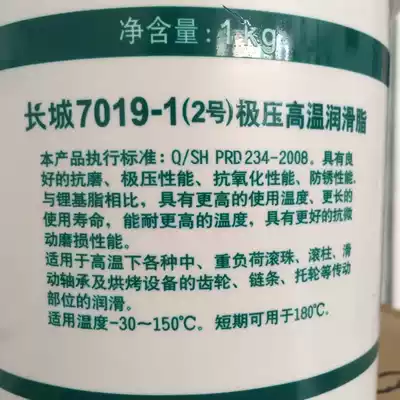 净含量：1kg
长城7019-1(2号)极压高温润滑脂
本产品执行标准：Q/SH PRD 234-2008。具有良
好的抗磨、极压性能、抗氧化性能、防锈性能.
与锂基脂相比，具有更高的使用温度、更长的
使用寿命，能耐更高的温度，具有更好的抗微
动磨损性能。
适用于高温下各种中、重负荷滚珠、滚柱、滑
动轴承及烘烤设备的齿轮、链条、托轮等传动
部位的润滑。
适用温度-30～150℃。短期可用于180℃.